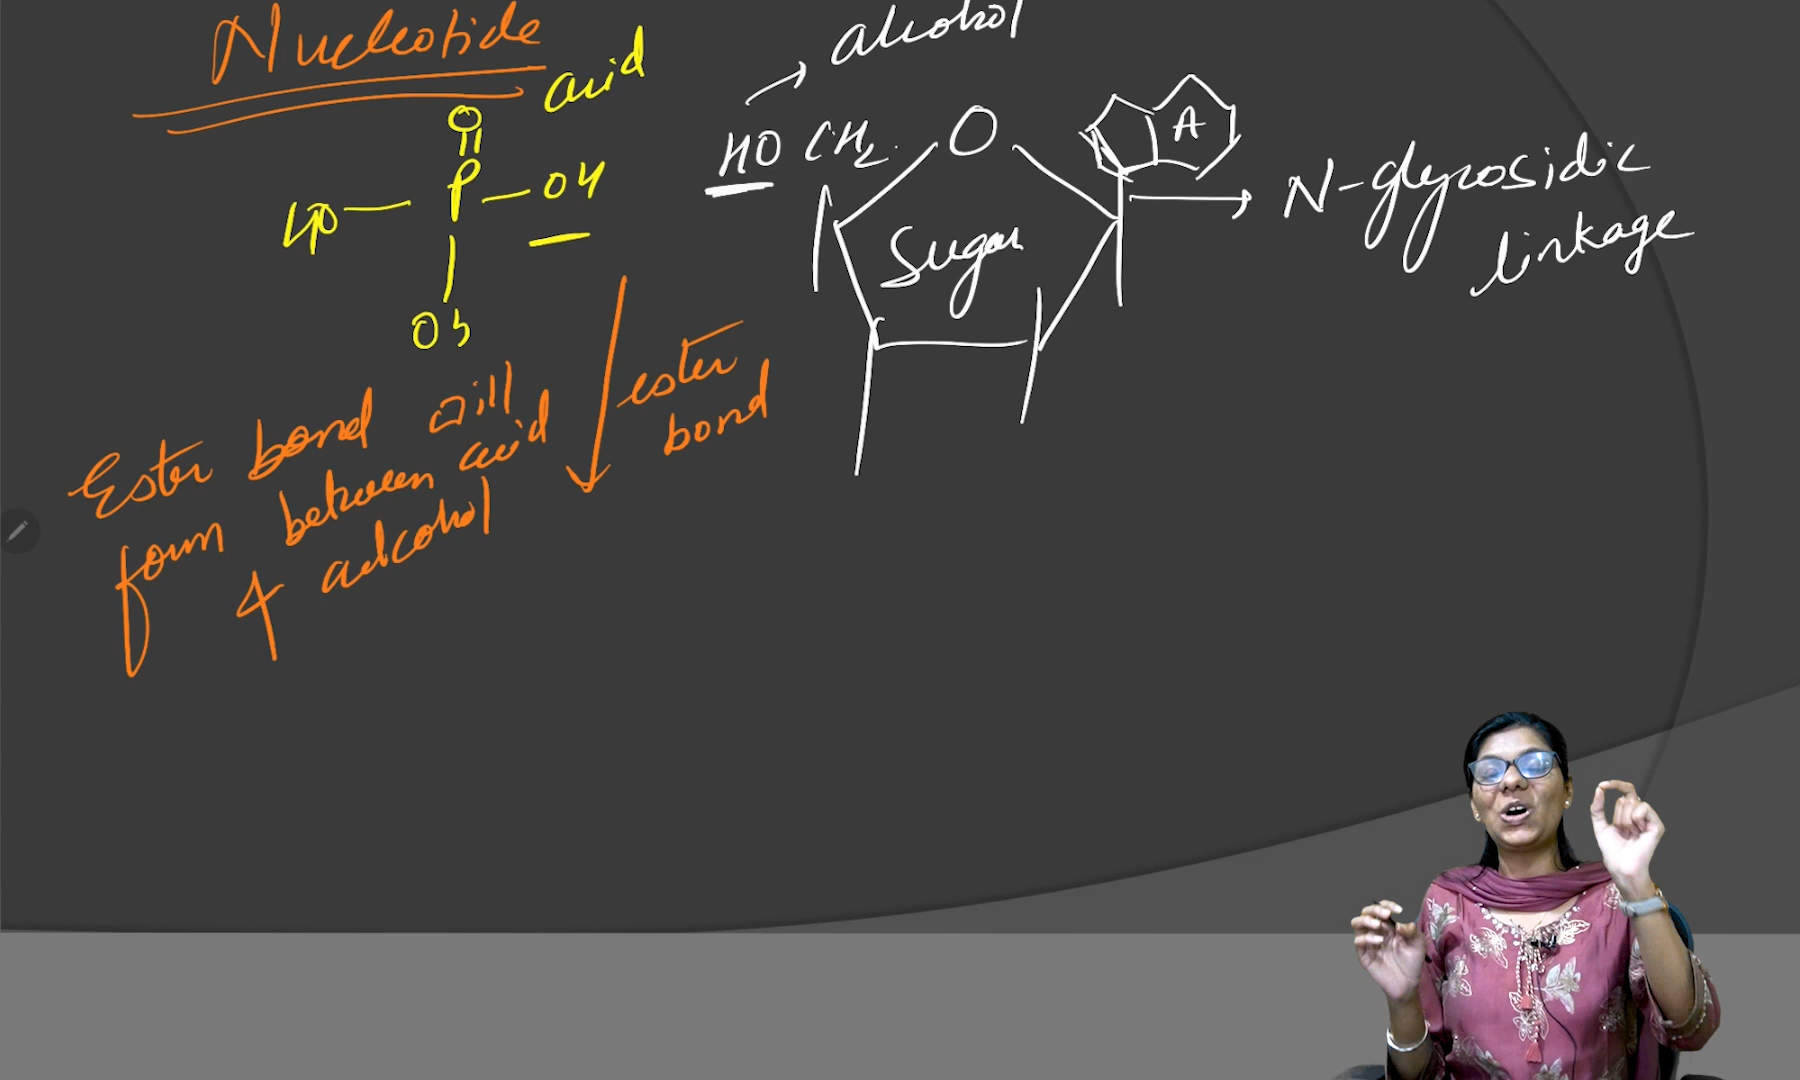 Nucleotide
acid
alcohol
O
P
HO
OH
OH
HO CH2
O
A
Sugar
N-glycosidic
linkage
ester
bond
Ester bond will
form between acid
& alcohol